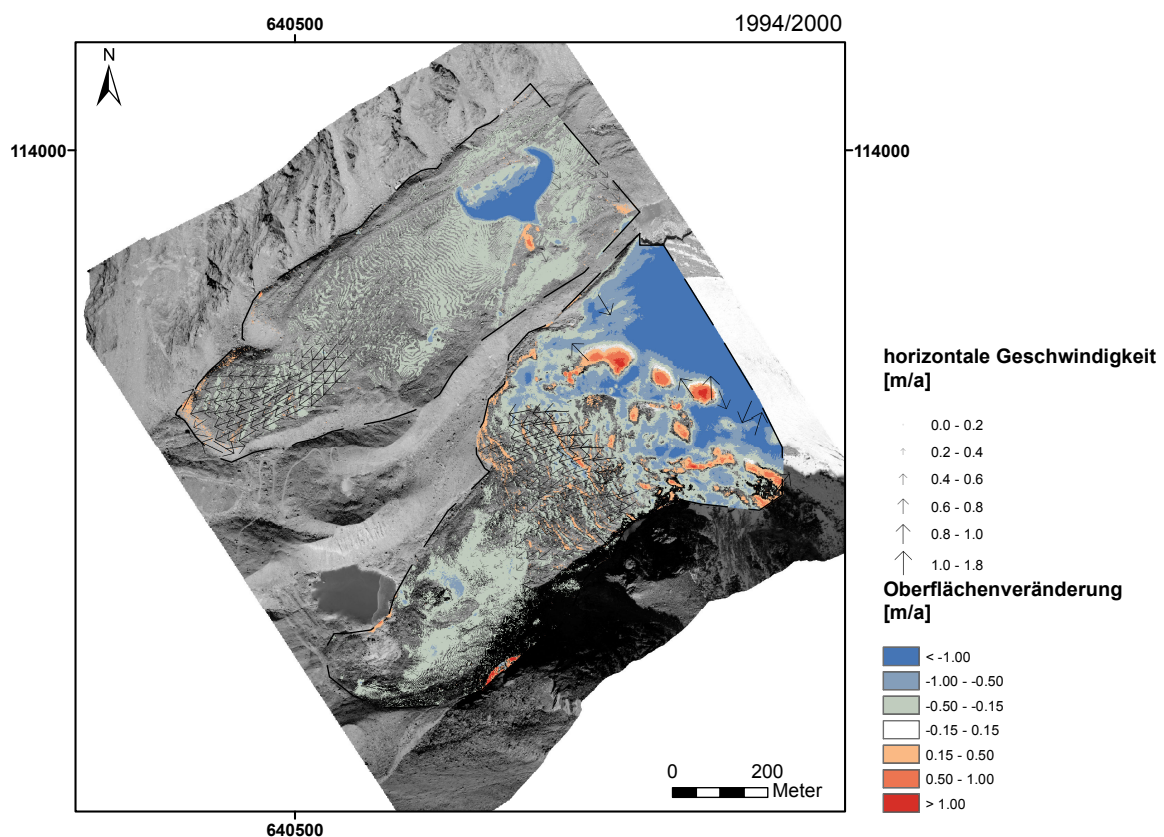 640500
1994/2000
N
114000
114000
horizontale Geschwindigkeit
[m/a]
0.0 - 0.2
0.2 - 0.4
0.4 - 0.6
0.6 - 0.8
0.8 - 1.0
1.0 - 1.8
Oberflächenveränderung
[m/a]
< -1.00
-1.00 - -0.50
-0.50 - -0.15
-0.15 - 0.15
0.15 - 0.50
0.50 - 1.00
> 1.00
0 200
Meter
640500